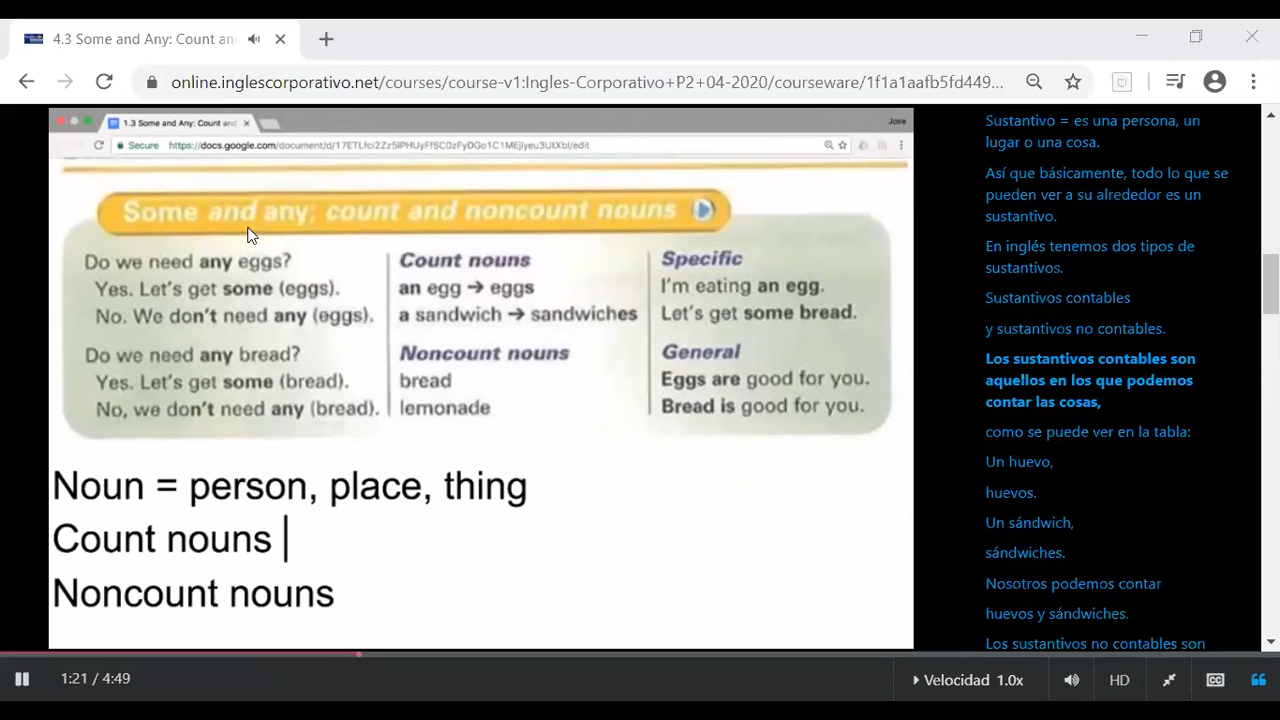 4.3 Some and Any: Count an
online.inglescorporativo.net/courses/course-v1:Ingles-Corporativo+P2+04-2020/courseware/1f1a1aafb5fd449...
1.3 Some and Any: Count an
Jose
Secure
Some and any; count and noncount nouns
Do we need any eggs?
Yes. Let's get some (eggs).
No. We don't need any (eggs).
Do we need any bread?
Yes. Let's get some (bread).
No, we don't need any (bread).
Count nouns
an egg → eggs
a sandwich → sandwiches
Noncount nouns
bread
lemonade
Specific
I'm eating an egg.
Let's get some bread.
General
Eggs are good for you.
Bread is good for you.
Noun = person, place, thing
Count nouns
Noncount nouns
Sustantivo = es una persona, un
lugar o una cosa.
Así que básicamente, todo lo que se
pueden ver a su alrededor es un
sustantivo.
En inglés tenemos dos tipos de
sustantivos.
Sustantivos contables
y sustantivos no contables.
Los sustantivos contables son
aquellos en los que podemos
contar las cosas,
como se puede ver en la tabla:
Un huevo,
huevos.
Un sándwich,
sándwiches.
Nosotros podemos contar
huevos y sándwiches.
Los sustantivos no contables son
1:21 / 4:49
Velocidad 1.0x
HD
CC